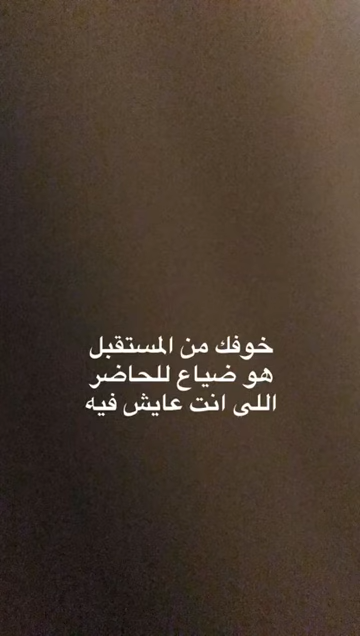 خوفك من المستقبل
هو ضياع للحاضر
اللى انت عايش فيه